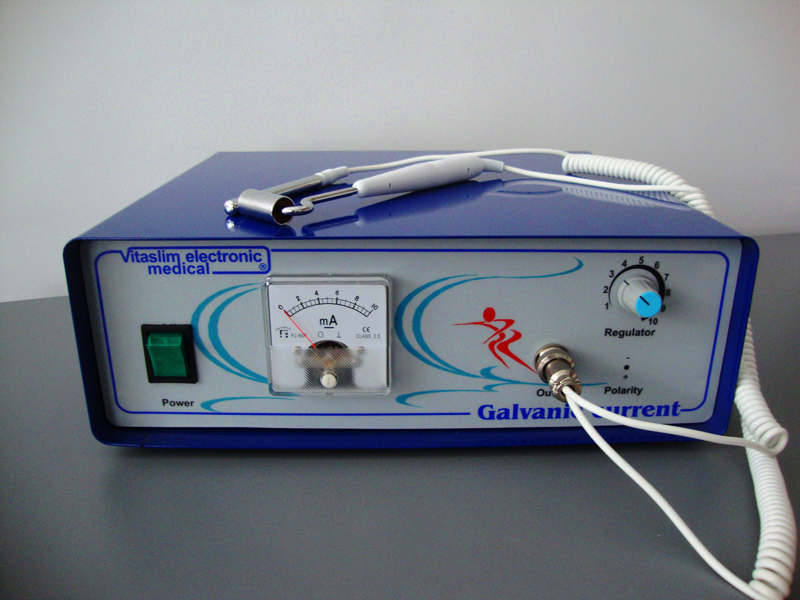 Vitaslim electronic
medical ®
0 2 4 6 8 10
mA
CE
CLASS 2.5
Power
1 2 3 4 5 6 7 8 9 10
Regulator
-
+
Polarity
Galvanic current